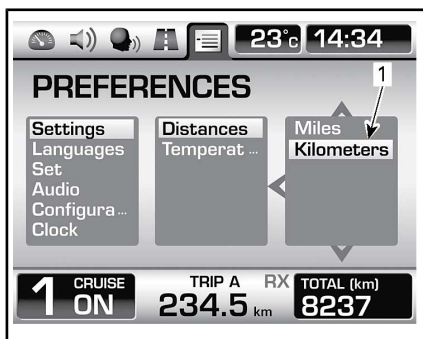 23°c 14:34
1
PREFERENCES
Settings
Languages
Set
Audio
Configura ...
Clock
Distances
Temperat ...
Miles
Kilometers
1 CRUISE ON
TRIP A
234.5 km
RX
TOTAL (km)
8237